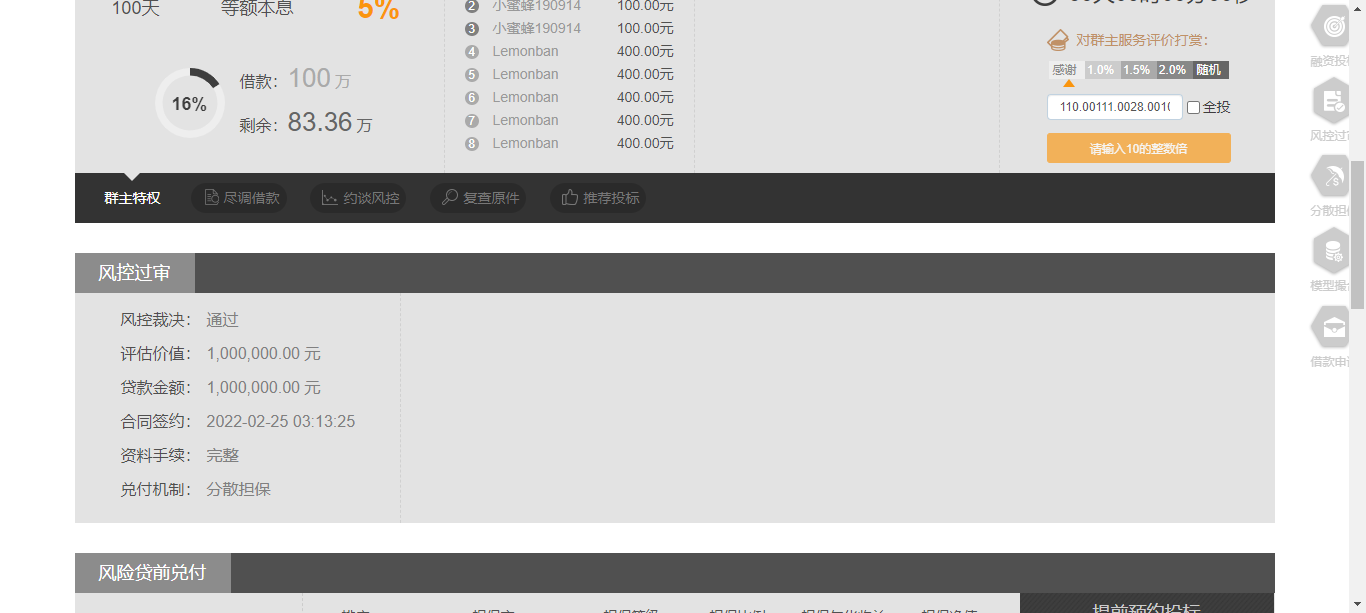 100天 等额本息 5%
16%
借款: 100 万
剩余: 83.36 万
2 小蜜蜂190914 100.00元
3 小蜜蜂190914 100.00元
4 Lemonban 400.00元
5 Lemonban 400.00元
6 Lemonban 400.00元
7 Lemonban 400.00元
8 Lemonban 400.00元
对群主服务评价打赏:
感谢 1.0% 1.5% 2.0% 随机
110.00111.0028.0010 全投
请输入10的整数倍
群主特权 尽调借款 约谈风控 复查原件 推荐投标
风控过审
风控裁决: 通过
评估价值: 1,000,000.00 元
贷款金额: 1,000,000.00 元
合同签约: 2022-02-25 03:13:25
资料手续: 完整
兑付机制: 分散担保
风险贷前兑付
提前预约投标
融资投
风控过
分散担
模型撮
借款申